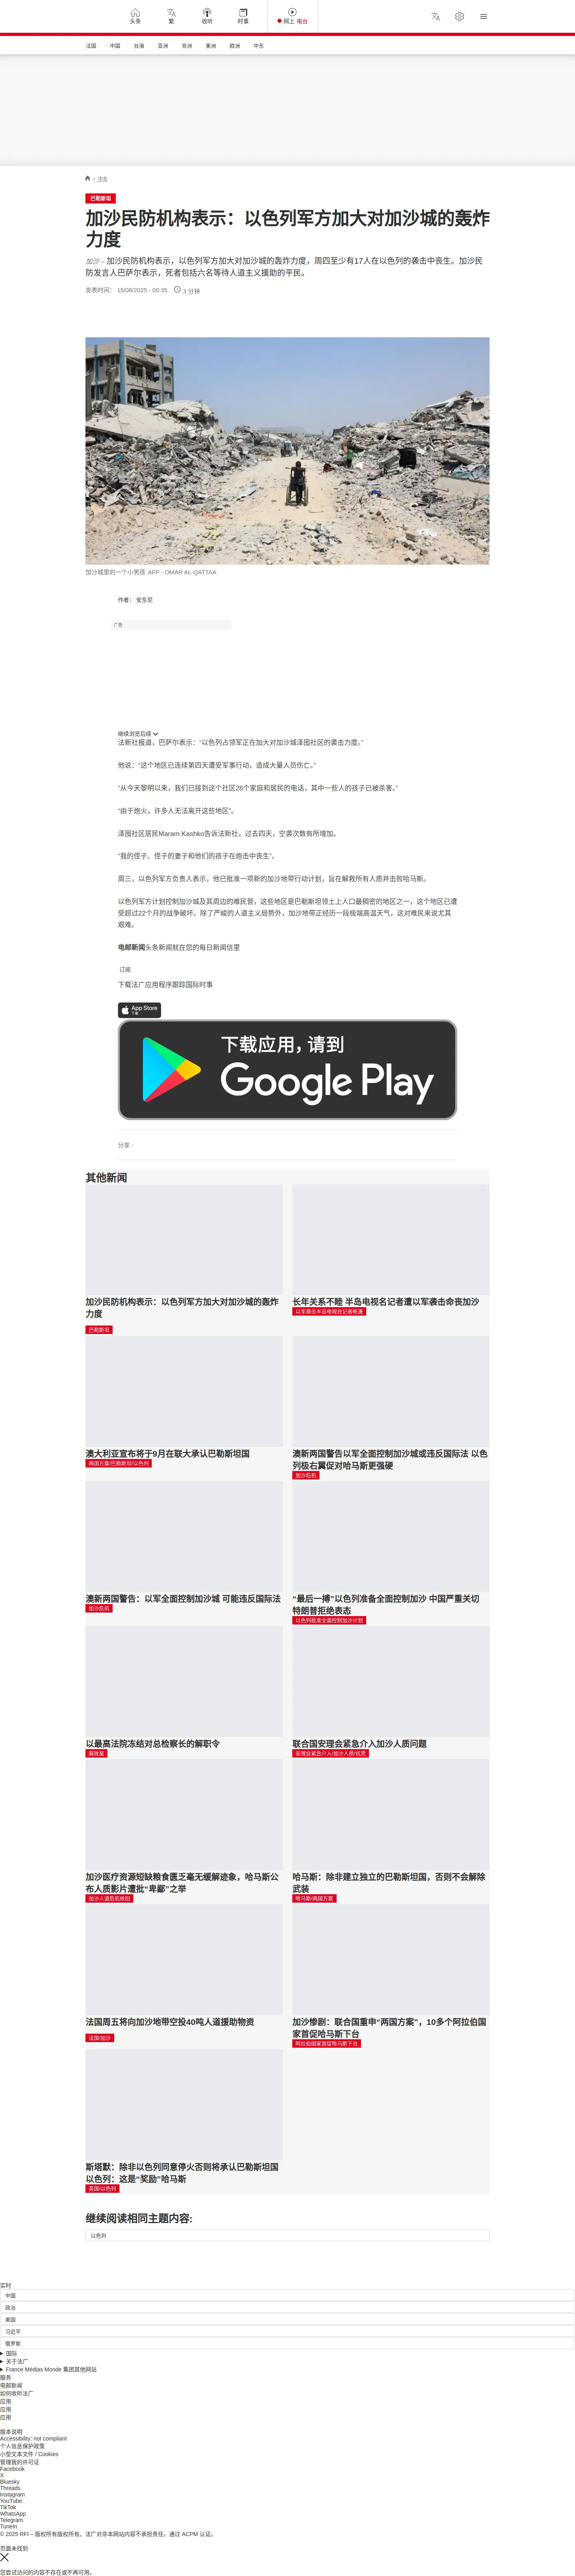 头条
繁
收听
时事
网上 电台
法国
中国
台海
亚洲
非洲
美洲
欧洲
中东
/ 中东
巴勒斯坦
加沙民防机构表示：以色列军方加大对加沙城的轰炸
力度
加沙 – 加沙民防机构表示，以色列军方加大对加沙城的轰炸力度，周四至少有17人在以色列的袭击中丧生。加沙民
防发言人巴萨尔表示，死者包括六名等待人道主义援助的平民。
发表时间： 15/08/2025 - 00:35
3 分钟
加沙城里的一个小男孩 AFP - OMAR AL-QATTAA
作者： 安东尼
广告
继续浏览后续
法新社报道，巴萨尔表示：“以色列占领军正在加大对加沙城泽囤社区的袭击力度。”
他说：“这个地区已连续第四天遭受军事行动，造成大量人员伤亡。”
“从今天黎明以来，我们已接到这个社区28个家庭和居民的电话，其中一些人的孩子已被杀害。”
“由于炮火，许多人无法离开这些地区”。
泽囤社区居民Maram Kashko告诉法新社，过去四天，空袭次数有所增加。
“我的侄子、侄子的妻子和他们的孩子在炮击中丧生”。
周三，以色列军方负责人表示，他已批准一项新的加沙地带行动计划，旨在解救所有人质并击败哈马斯。
以色列军方计划控制加沙城及其周边的难民营，这些地区是巴勒斯坦领土上人口最稠密的地区之一，这个地区已遭
受超过22个月的战争破坏。除了严峻的人道主义局势外，加沙地带正经历一段极端高温天气，这对难民来说尤其
艰难。
电邮新闻头条新闻就在您的每日新闻信里
订阅
下载法广应用程序跟踪国际时事
App Store
下载
下载应用，请到
Google Play
分享 :
其他新闻
加沙民防机构表示：以色列军方加大对加沙城的轰炸
力度
巴勒斯坦
长年关系不睦 半岛电视名记者遭以军袭击命丧加沙
以军袭击半岛电视台记者帐蓬
澳大利亚宣布将于9月在联大承认巴勒斯坦国
两国方案/巴勒斯坦/以色列
澳新两国警告以军全面控制加沙城或违反国际法 以色
列极右翼促对哈马斯更强硬
加沙危机
澳新两国警告：以军全面控制加沙城 可能违反国际法
加沙危机
“最后一搏”以色列准备全面控制加沙 中国严重关切
特朗普拒绝表态
以色列批准全面控制加沙计划
以最高法院冻结对总检察长的解职令
腐败案
联合国安理会紧急介入加沙人质问题
安理会紧急介入/加沙人质/饥荒
加沙医疗资源短缺粮食匮乏毫无缓解迹象，哈马斯公
布人质影片遭批“卑鄙”之举
加沙人道危机依旧
哈马斯：除非建立独立的巴勒斯坦国，否则不会解除
武装
哈马斯/两国方案
法国周五将向加沙地带空投40吨人道援助物资
法国/加沙
加沙惨剧：联合国重申“两国方案”，10多个阿拉伯国
家首促哈马斯下台
阿拉伯国家首促哈马斯下台
斯塔默：除非以色列同意停火否则将承认巴勒斯坦国
以色列：这是“奖励”哈马斯
英国/以色列
继续阅读相同主题内容:
以色列
实时
中国
政治
美国
习近平
俄罗斯
国际
关于法广
France Médias Monde 集团其他网站
服务
电邮新闻
如何收听法广
应用
应用
应用
版本说明
Accessibility: not compliant
个人信息保护政策
小型文本文件 / Cookies
管理我的许可证
Facebook
X
Bluesky
Threads
Instagram
YouTube
TikTok
WhatsApp
Telegram
TuneIn
© 2025 RFI – 版权所有版权所有。法广对非本网站内容不承担责任。通过 ACPM 认证。
页面未找到
您尝试访问的内容不存在或不再可用。